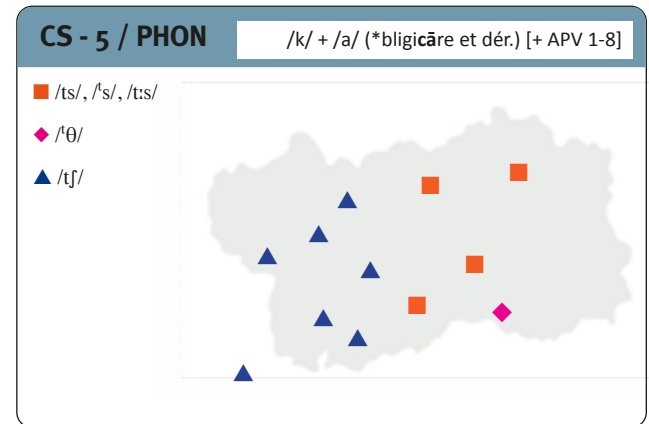 CS - 5 / PHON
/k/ + /a/ (*bligicāre et dér.) [+ APV 1-8]
/ts/, /ᵗs/, /tːs/
/ᵗθ/
/tʃ/